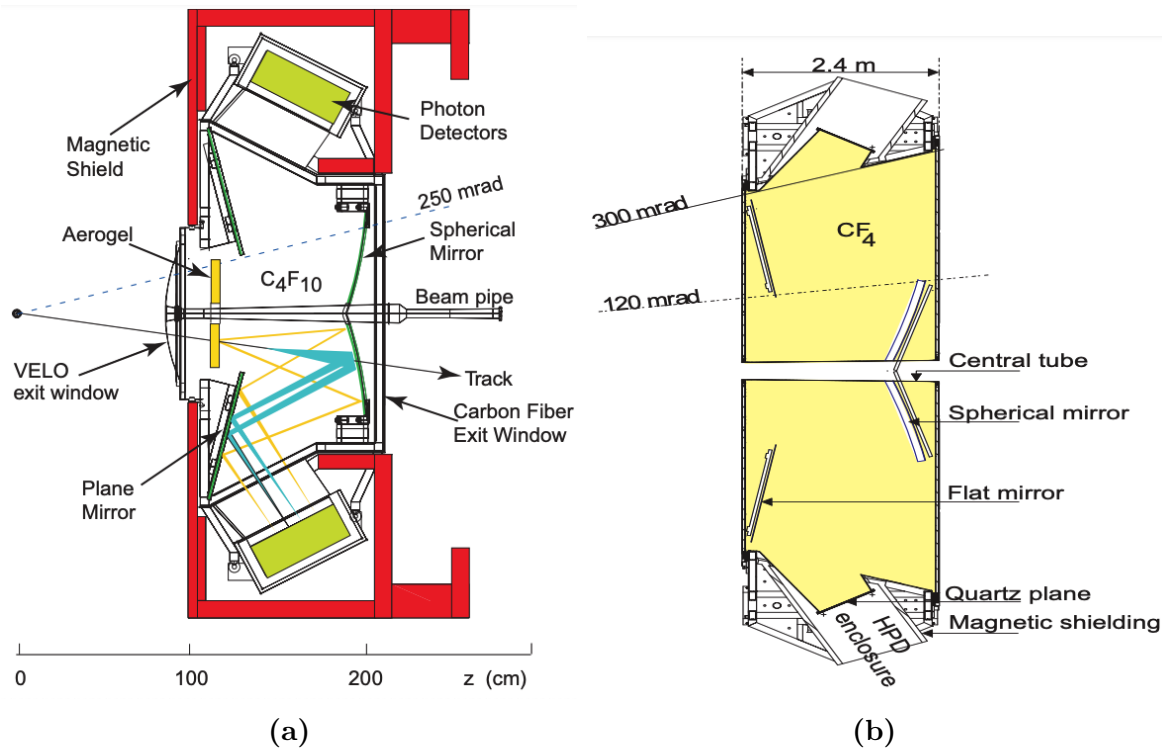 Magnetic
Shield
Photon
Detectors
250 mrad
Aerogel
C4F10
Spherical
Mirror
Beam pipe
VELO
exit window
Track
Carbon Fiber
Exit Window
Plane
Mirror
0
100
200
z (cm)
(a)
2.4 m
300 mrad
CF4
120 mrad
Central tube
Spherical mirror
Flat mirror
Quartz plane
HPD
enclosure
Magnetic shielding
(b)